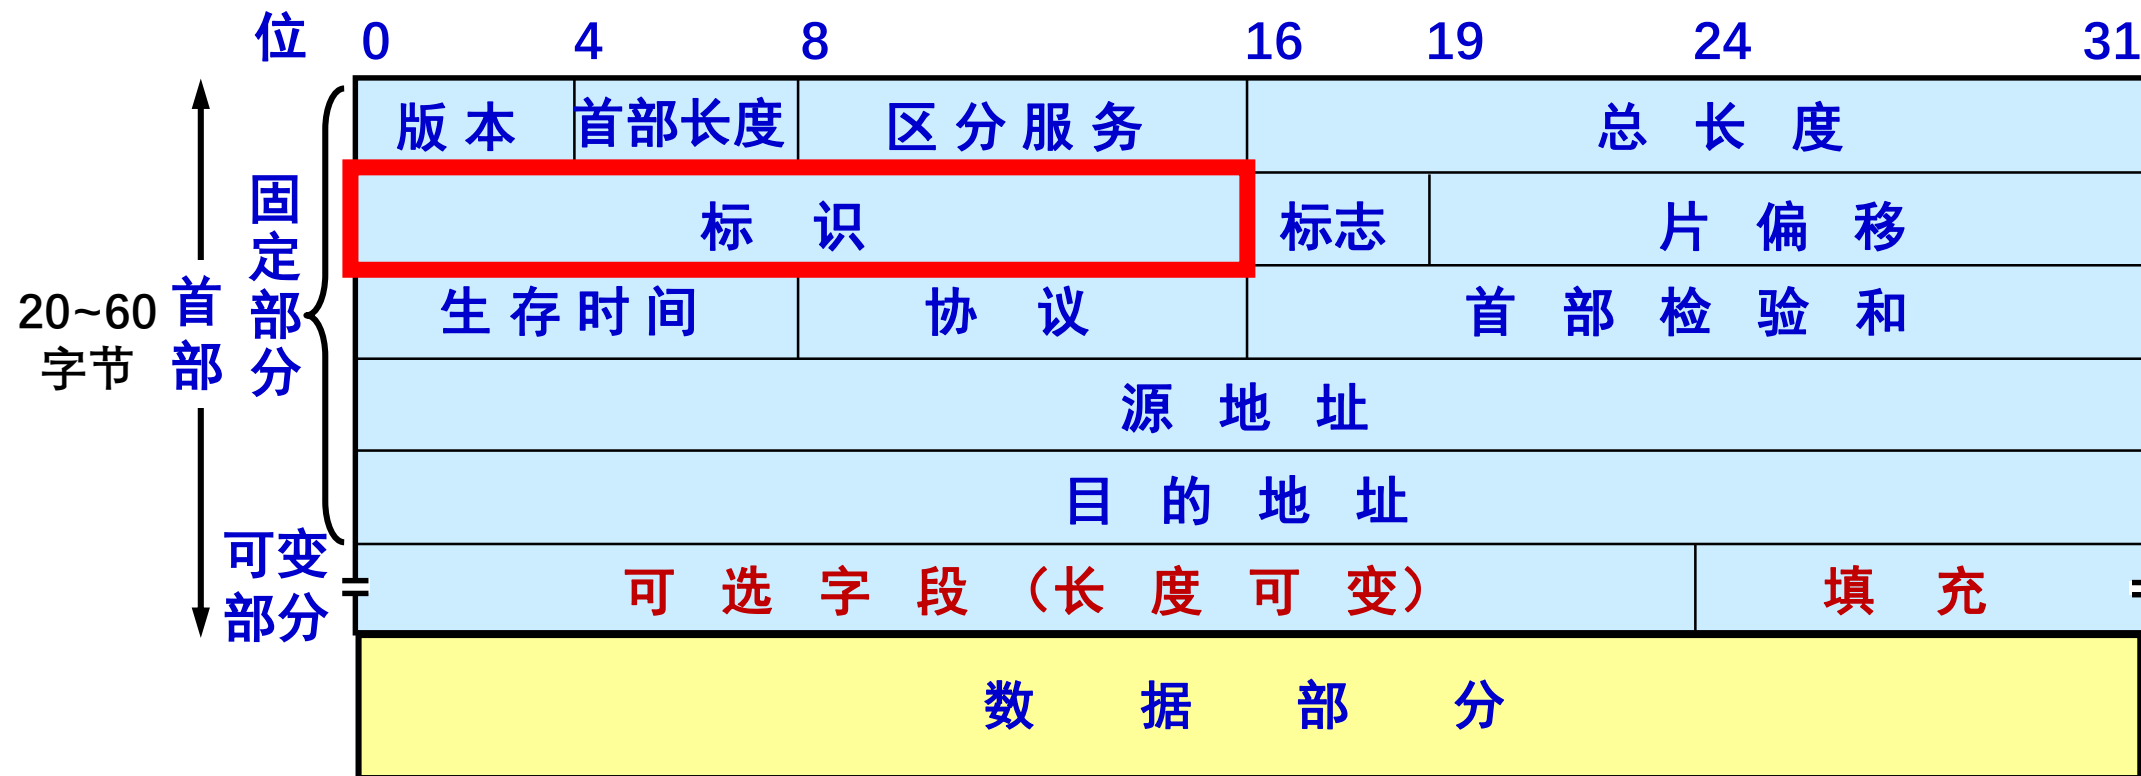 位 0 4 8 16 19 24 31
版本 首部长度 区分服务 总长度
标识 标志 片偏移
生存时间 协议 首部检验和
源地址
目的地址
可选字段（长度可变） 填充
数据部分
固定部分
首部
20~60
字节
可变
部分